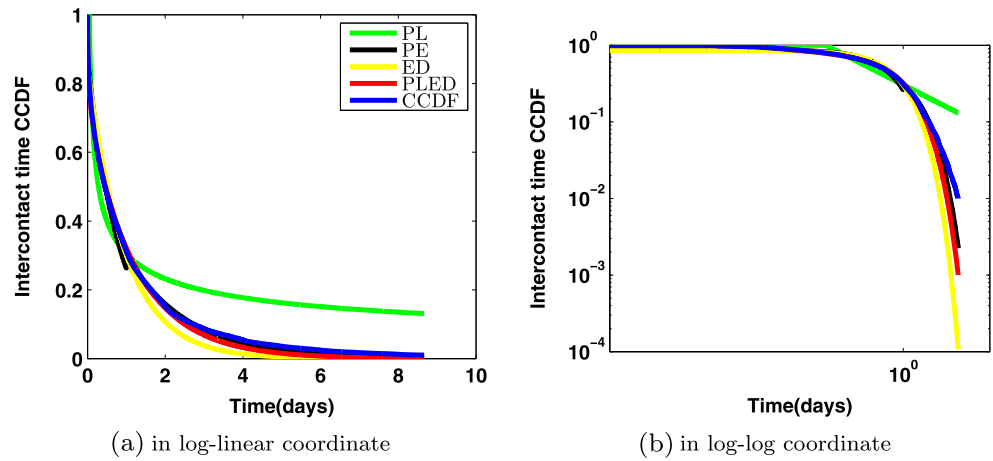 1
0.8
0.6
0.4
0.2
0
Intercontact time CCDF
PL
PE
ED
PLED
CCDF
0 2 4 6 8 10
Time(days)
(a) in log-linear coordinate
10^0
10^-1
10^-2
10^-3
10^-4
Intercontact time CCDF
10^0
Time(days)
(b) in log-log coordinate